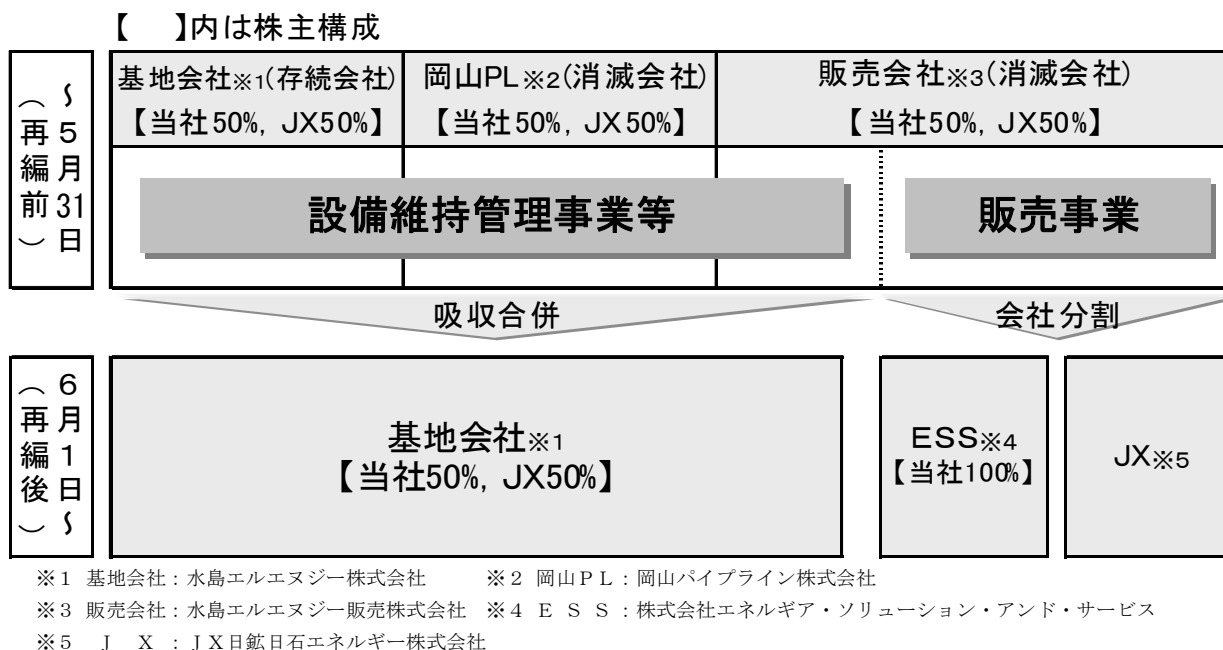 【　】内は株主構成
～5月31日
（再編前）
基地会社※1(存続会社)
【当社50%, JX50%】
岡山PL※2(消滅会社)
【当社50%, JX50%】
販売会社※3(消滅会社)
【当社50%, JX50%】
設備維持管理事業等
販売事業
吸収合併
会社分割
6月1日～
（再編後）
基地会社※1
【当社50%, JX50%】
ESS※4
【当社100%】
JX※5
※1 基地会社：水島エルエヌジー株式会社　※2 岡山ＰＬ：岡山パイプライン株式会社
※3 販売会社：水島エルエヌジー販売株式会社　※4 Ｅ Ｓ Ｓ：株式会社エネルギア・ソリューション・アンド・サービス
※5 Ｊ　Ｘ ：ＪＸ日鉱日石エネルギー株式会社